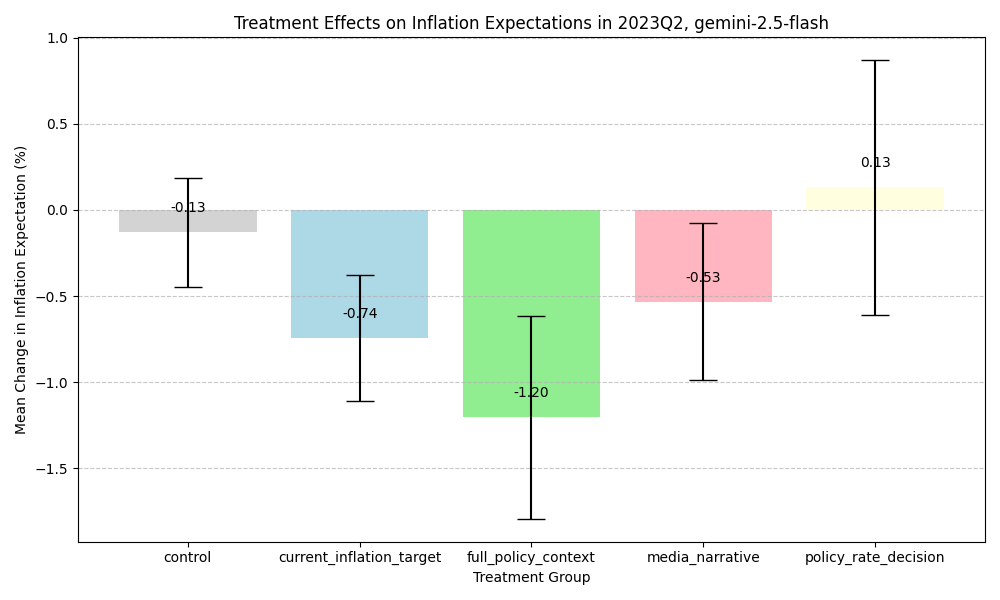 Treatment Effects on Inflation Expectations in 2023Q2, gemini-2.5-flash
Mean Change in Inflation Expectation (%)
1.0
0.5
0.0
−0.5
−1.0
−1.5
-0.13
-0.74
-1.20
-0.53
0.13
control
current_inflation_target
full_policy_context
media_narrative
policy_rate_decision
Treatment Group